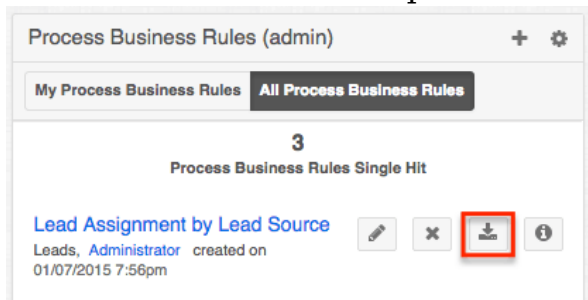 Process Business Rules (admin)
My Process Business Rules All Process Business Rules
3
Process Business Rules Single Hit
Lead Assignment by Lead Source
Leads, Administrator created on
01/07/2015 7:56pm